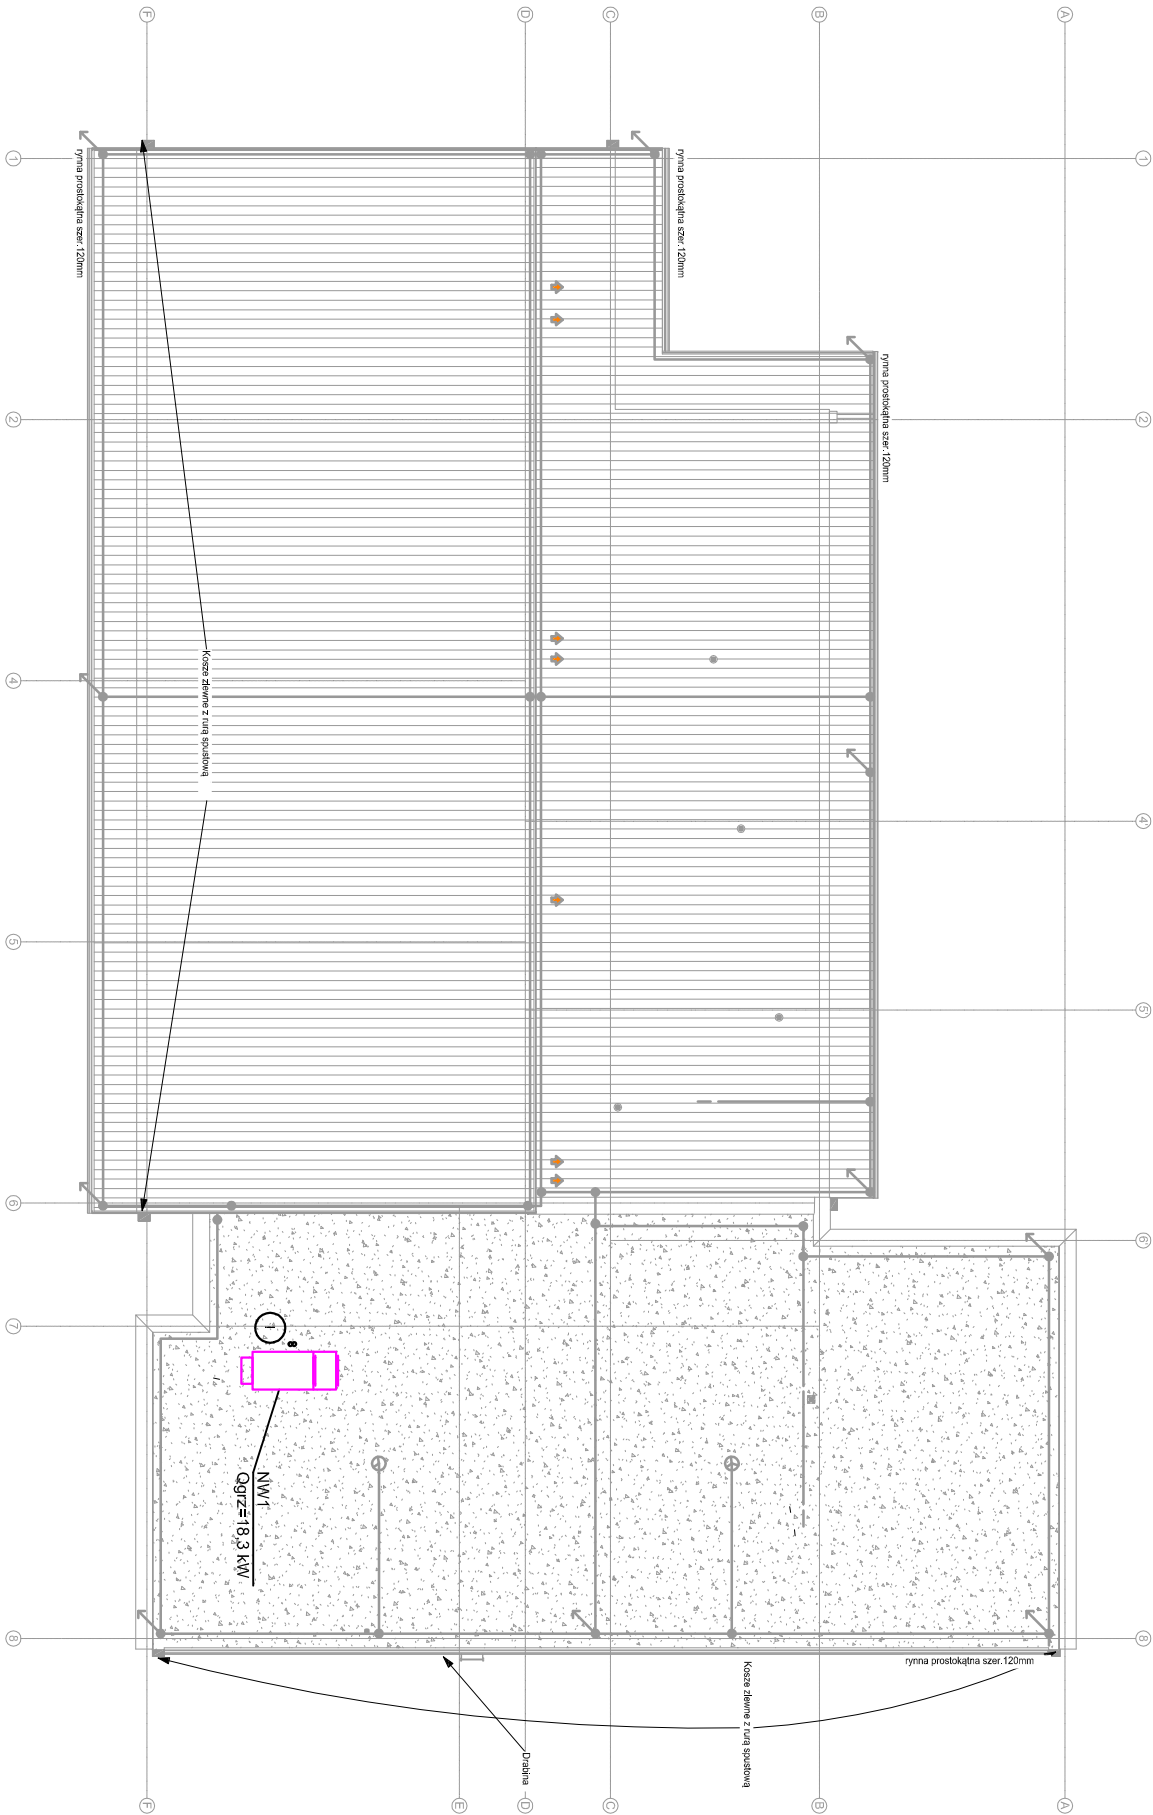 F
D
C
B
A
1
1
rynna prostokątna szer.120mm
rynna prostokątna szer.120mm
rynna prostokątna szer.120mm
2
2
Kosze zlewne z rurą spustową
4
4'
5
5'
6
6'
7
8
NW1
Qgrz=18,3 kW
8
8
rynna prostokątna szer.120mm
Kosze zlewne z rurą spustową
Drabina
F
E
D
C
B
A